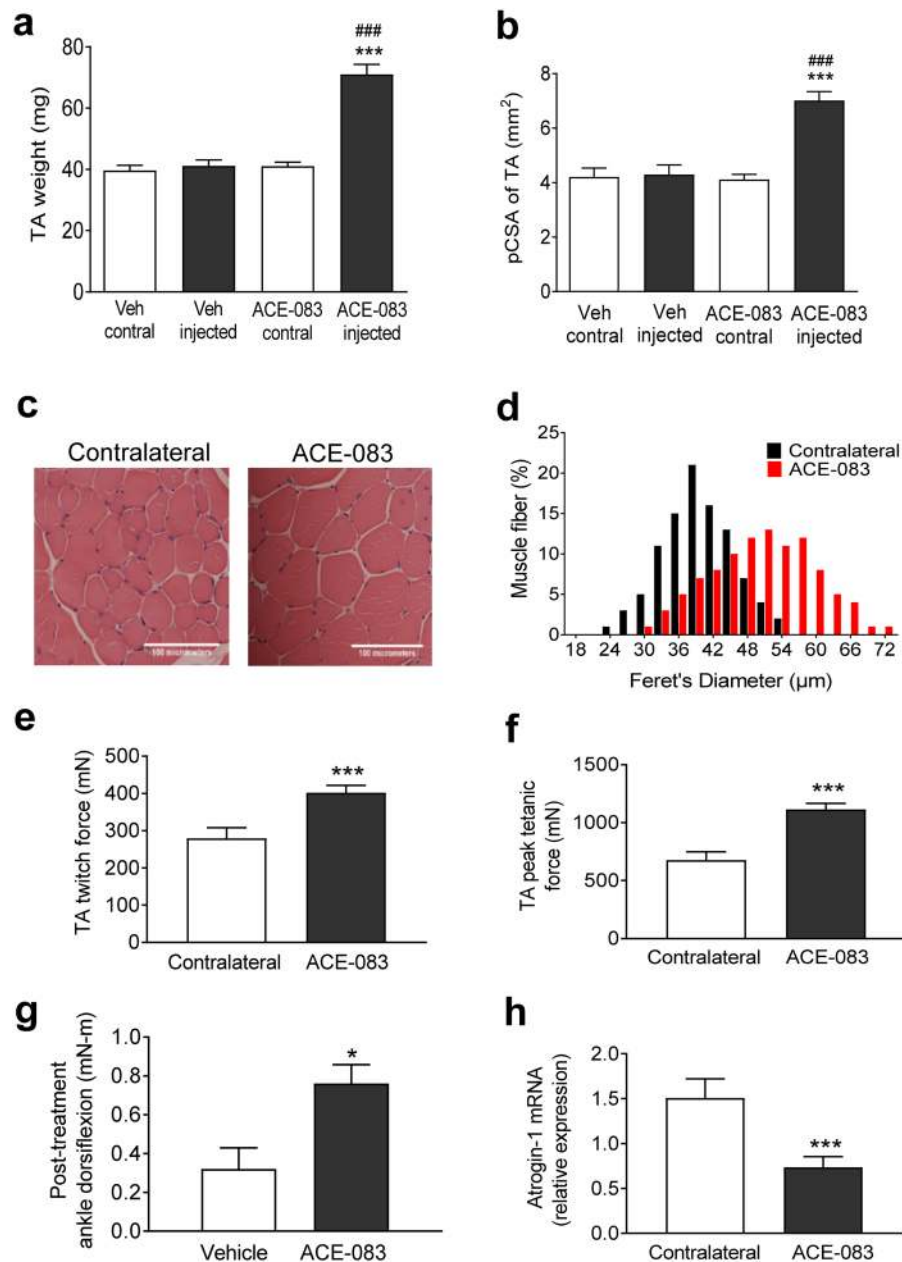 a
###
***
80
60
40
20
0
TA weight (mg)
Veh contral
Veh injected
ACE-083 contral
ACE-083 injected
b
###
***
8
6
4
2
0
pCSA of TA (mm²)
Veh contral
Veh injected
ACE-083 contral
ACE-083 injected
c
Contralateral
ACE-083
100 micrometers
100 micrometers
d
25
20
15
10
5
0
Muscle fiber (%)
Contralateral
ACE-083
18 24 30 36 42 48 54 60 66 72
Feret's Diameter (µm)
e
500
400
300
200
100
0
TA twitch force (mN)
***
Contralateral
ACE-083
f
1500
1000
500
0
TA peak tetanic
force (mN)
***
Contralateral
ACE-083
g
1.0
0.8
0.6
0.4
0.2
0.0
Post-treatment
ankle dorsiflexion (mN-m)
*
Vehicle
ACE-083
h
2.0
1.5
1.0
0.5
0.0
Atrogin-1 mRNA
(relative expression)
***
Contralateral
ACE-083